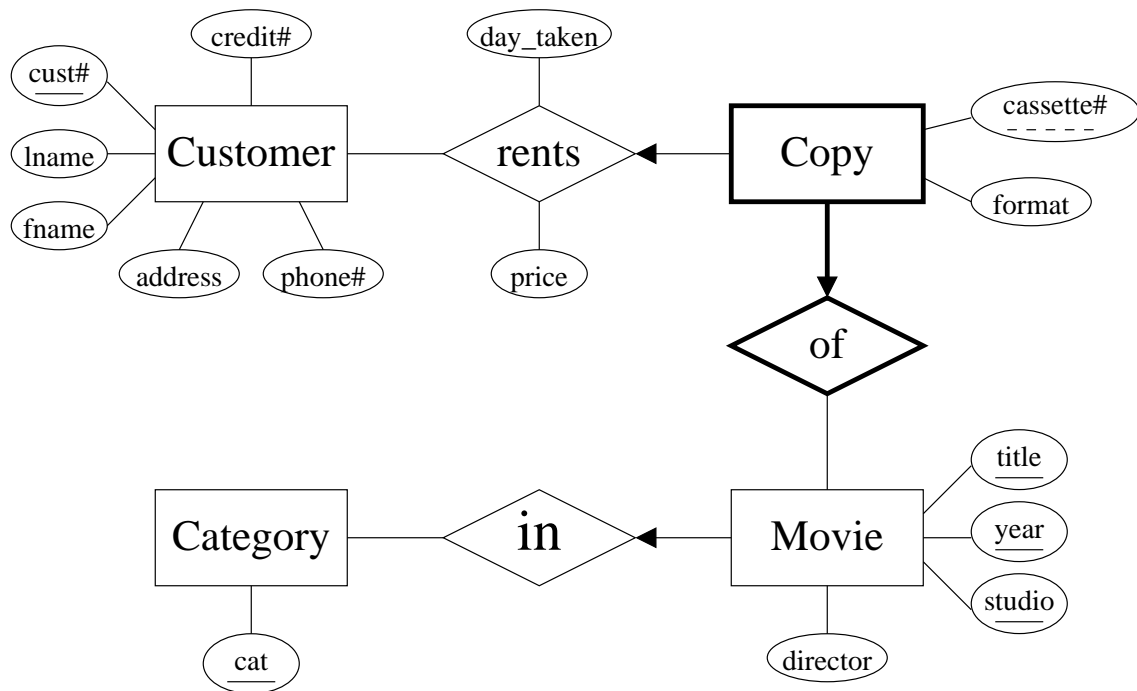 credit#
day_taken
cust#
cassette#
lname
Customer
rents
Copy
fname
format
address
phone#
price
of
title
Category
in
Movie
year
studio
cat
director